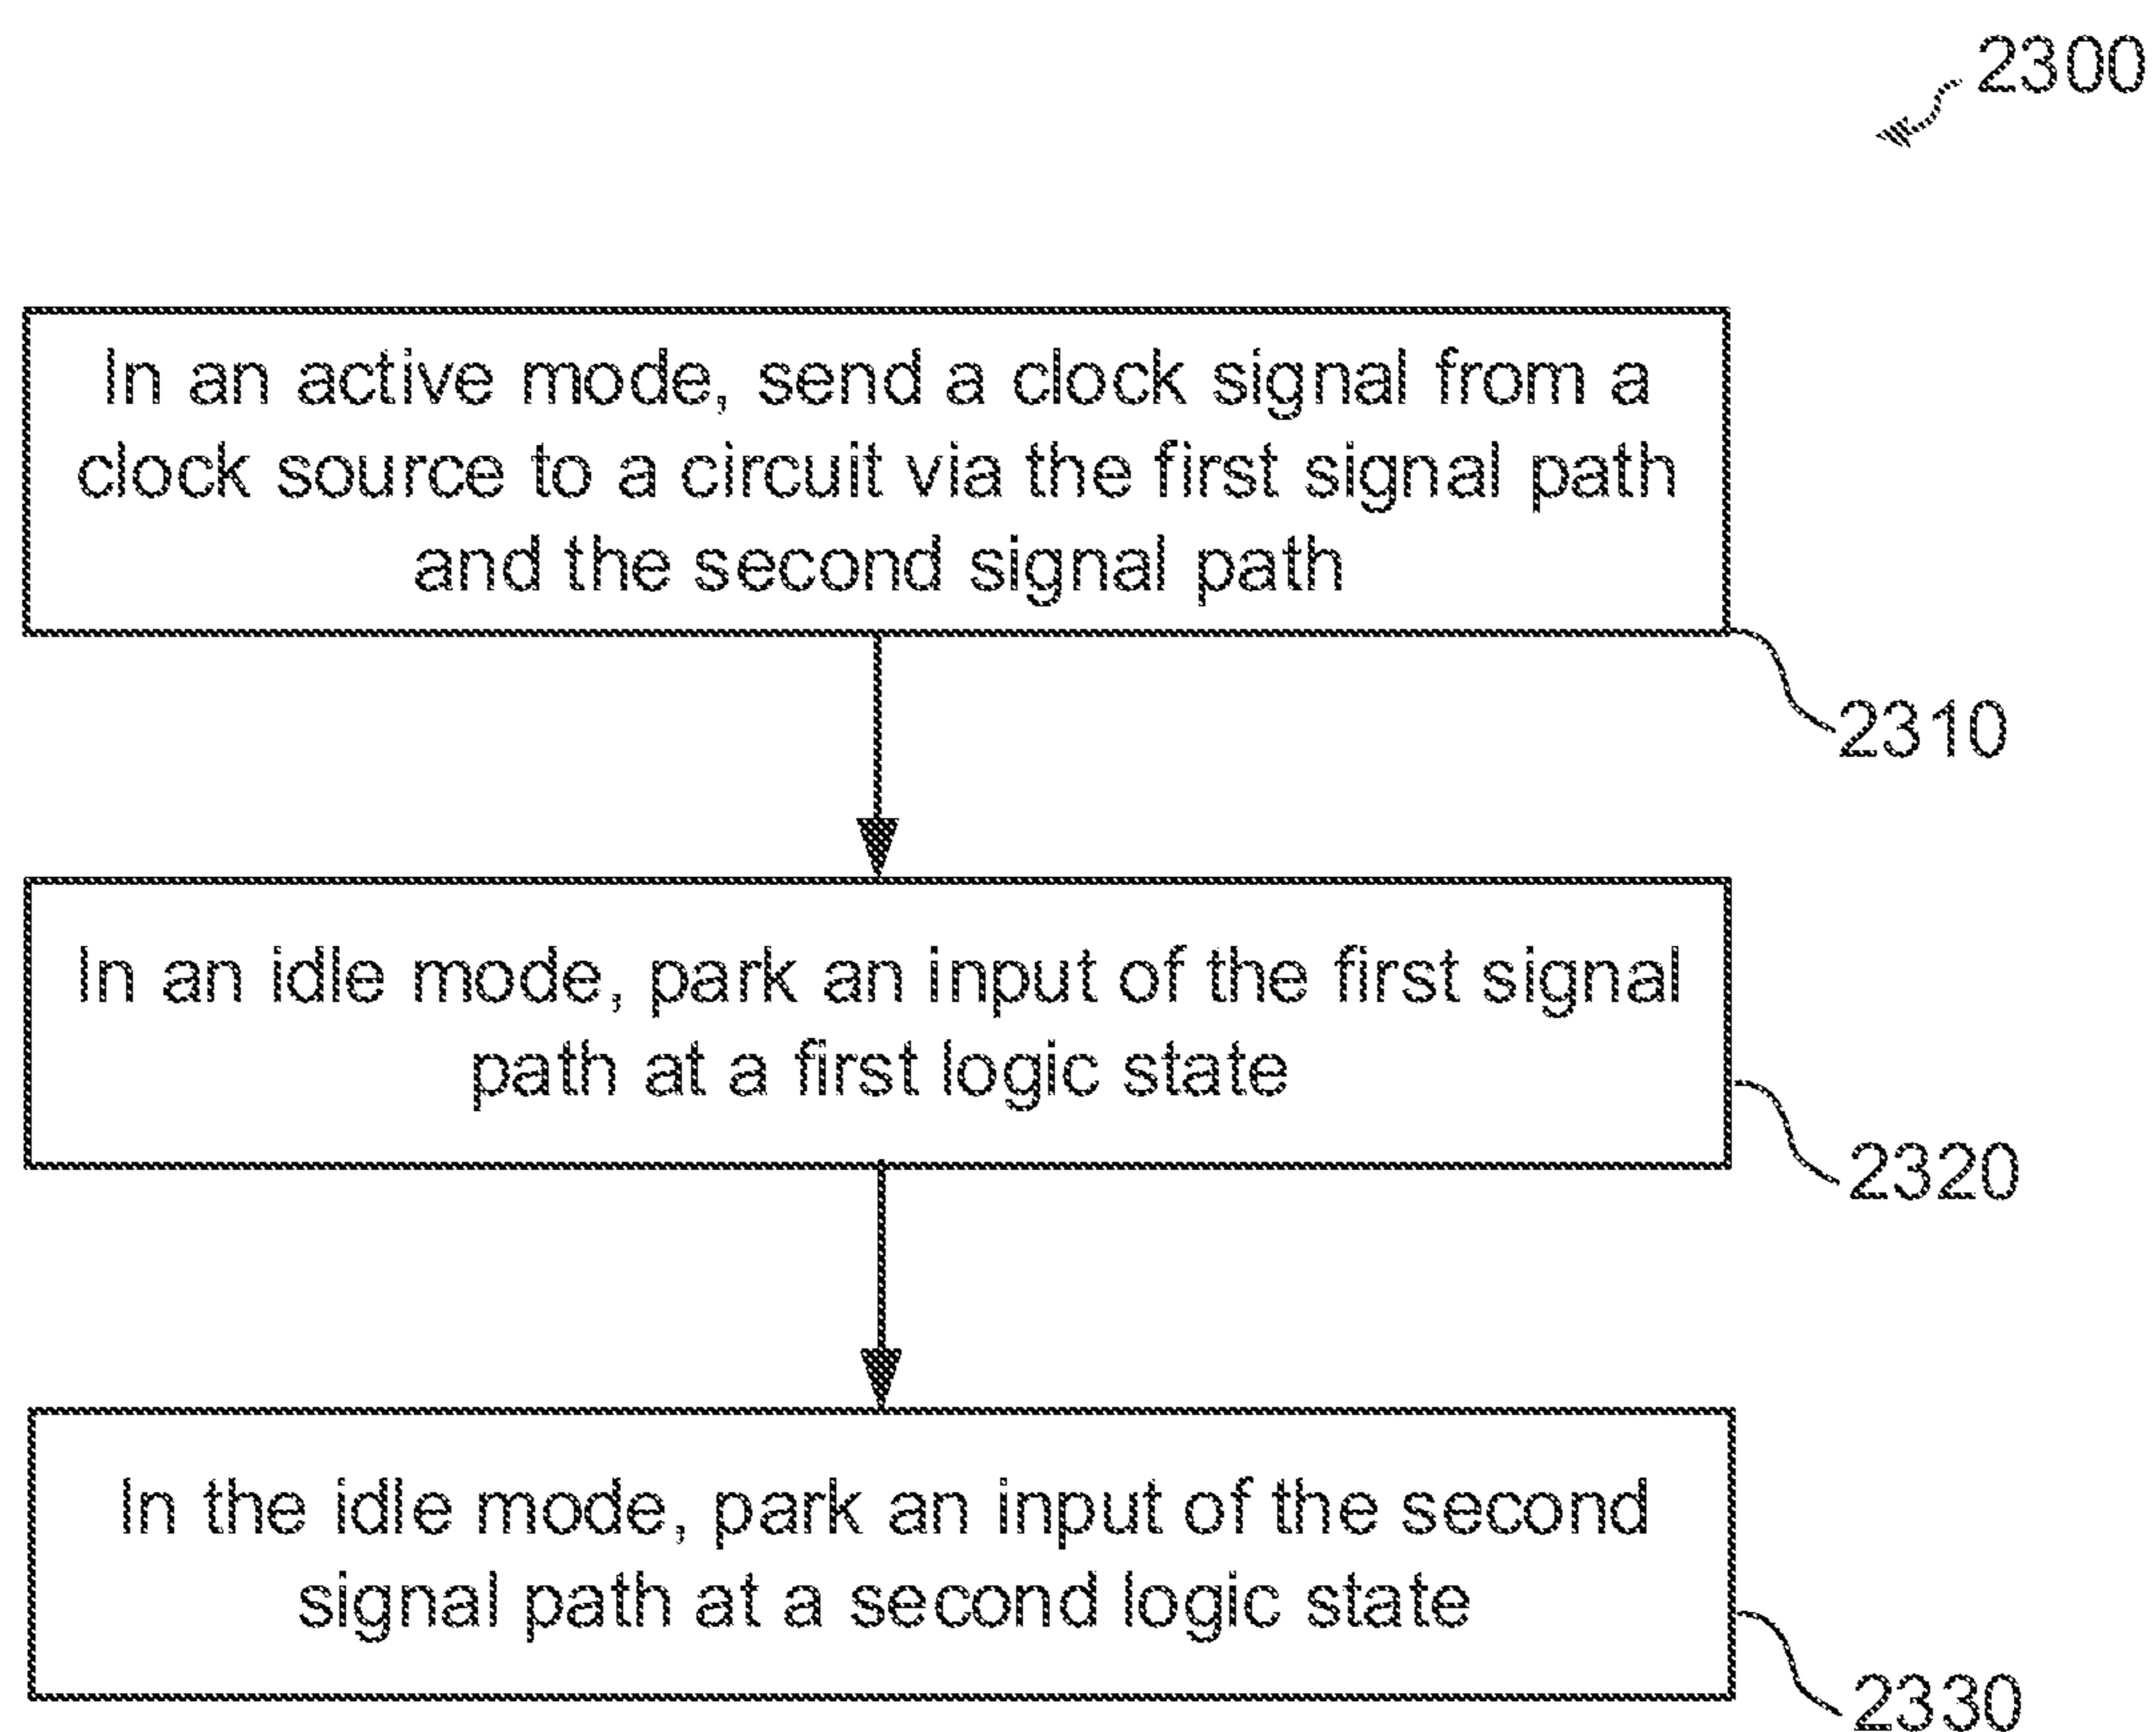 2300
In an active mode, send a clock signal from a
clock source to a circuit via the first signal path
and the second signal path
2310
In an idle mode, park an input of the first signal
path at a first logic state
2320
In the idle mode, park an input of the second
signal path at a second logic state
2330